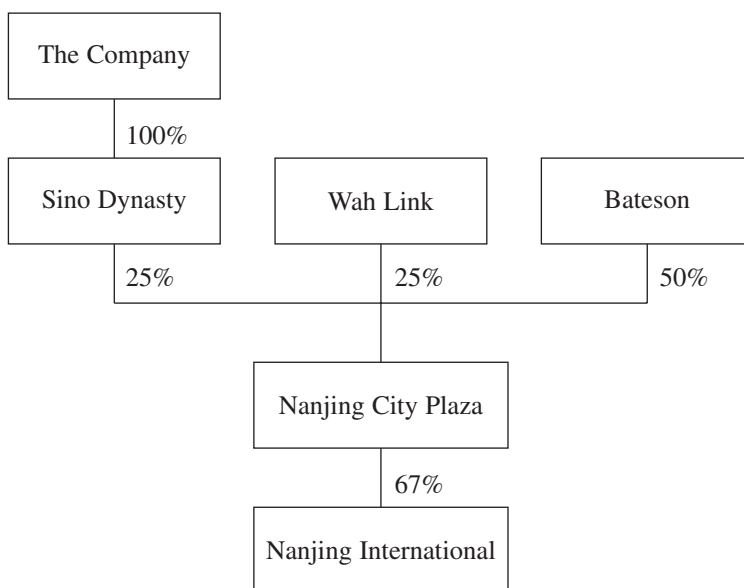 The Company
100%
Sino Dynasty
Wah Link
Bateson
25%
25%
50%
Nanjing City Plaza
67%
Nanjing International